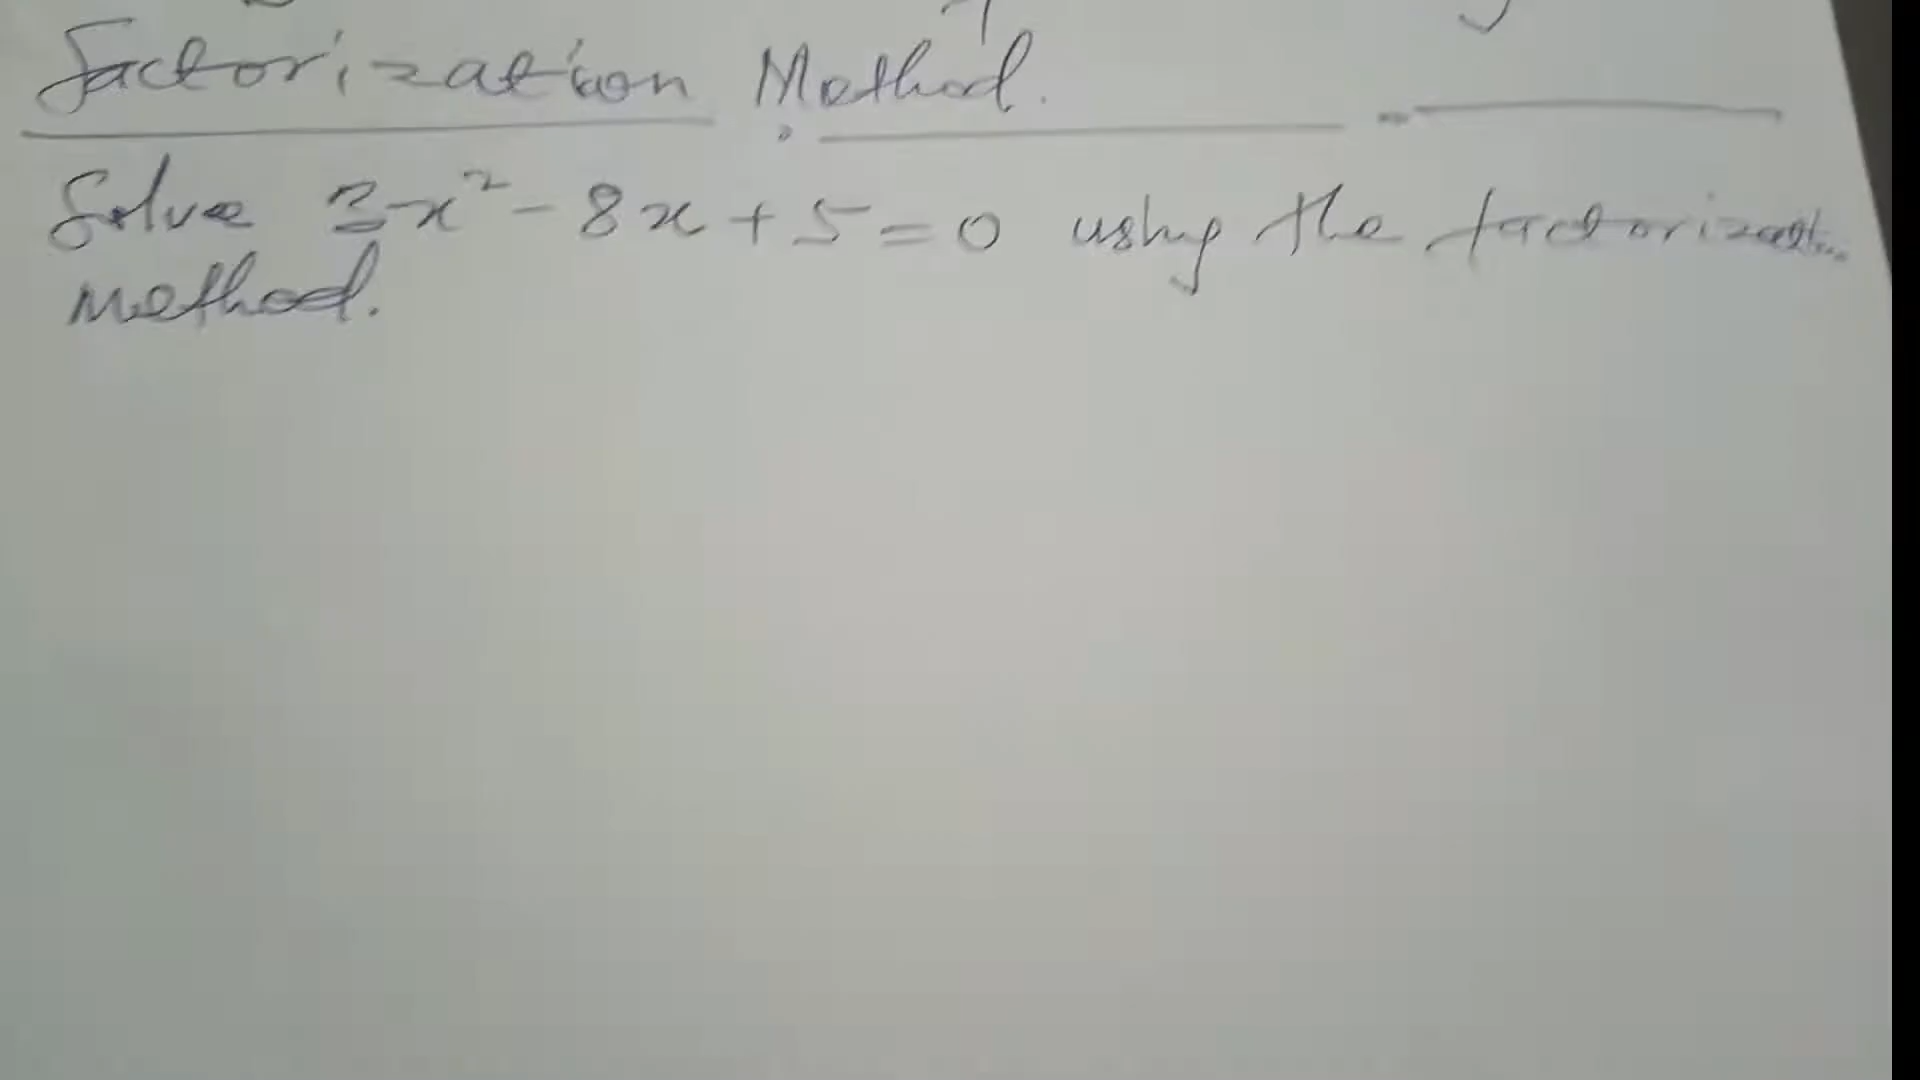 Factorization Method.
Solve 3x² - 8x + 5 = 0 using the factorization
method.